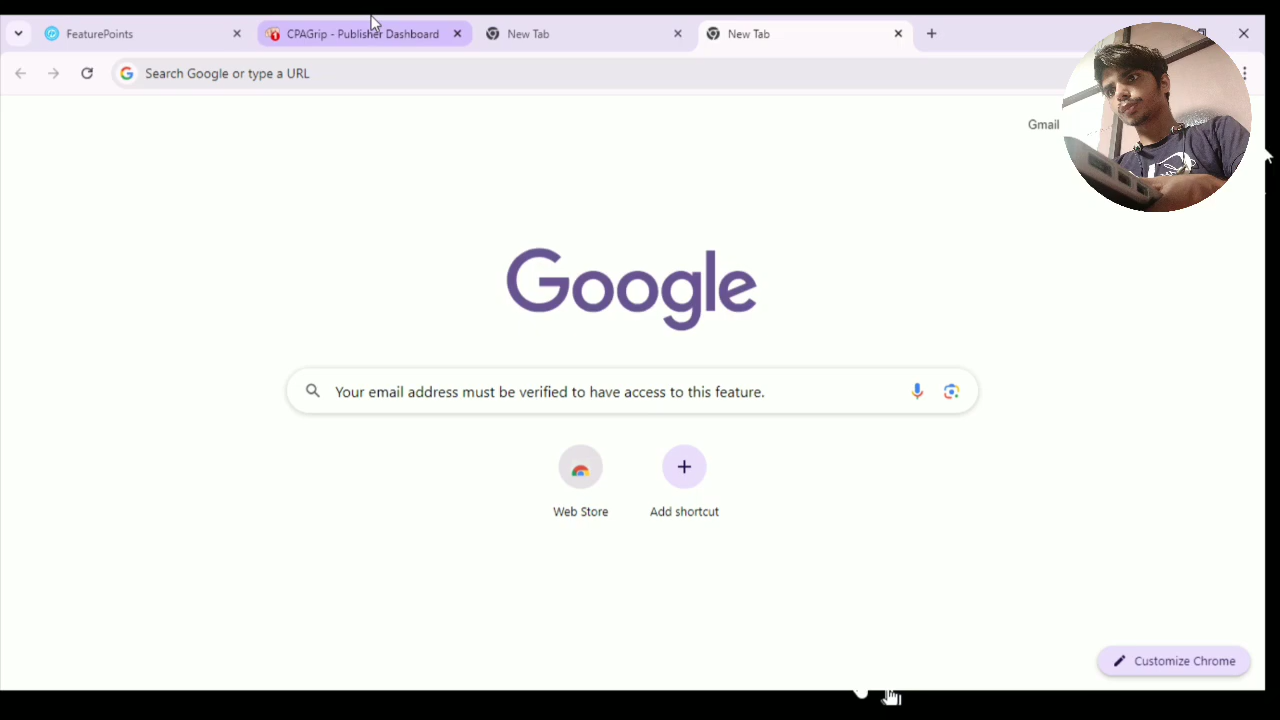 FeaturePoints
CPAGrip - Publisher Dashboard
New Tab
New Tab
Search Google or type a URL
Gmail
Google
Your email address must be verified to have access to this feature.
Web Store
Add shortcut
Customize Chrome